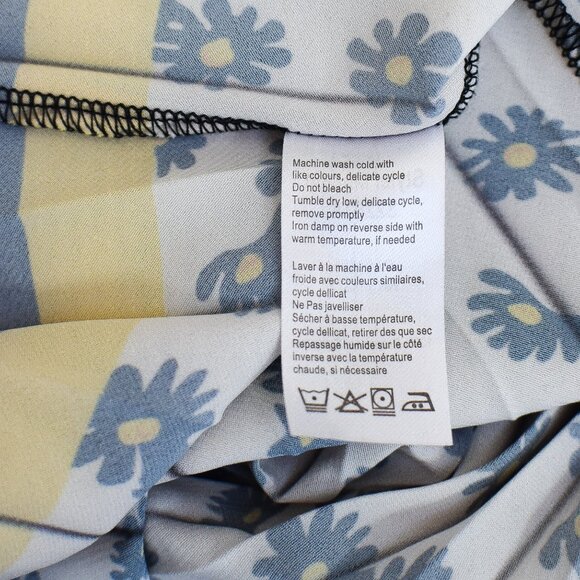 Machine wash cold with
like colours, delicate cycle
Do not bleach
Tumble dry low, delicate cycle,
remove promptly
Iron damp on reverse side with
warm temperature, if needed
Laver à la machine à l'eau
froide avec couleurs similaires,
cycle dellicat
Ne Pas javelliser
Sécher à basse température,
cycle dellicat, retirer des que sec
Repassage humide sur le côté
inverse avec la température
chaude, si nécessaire